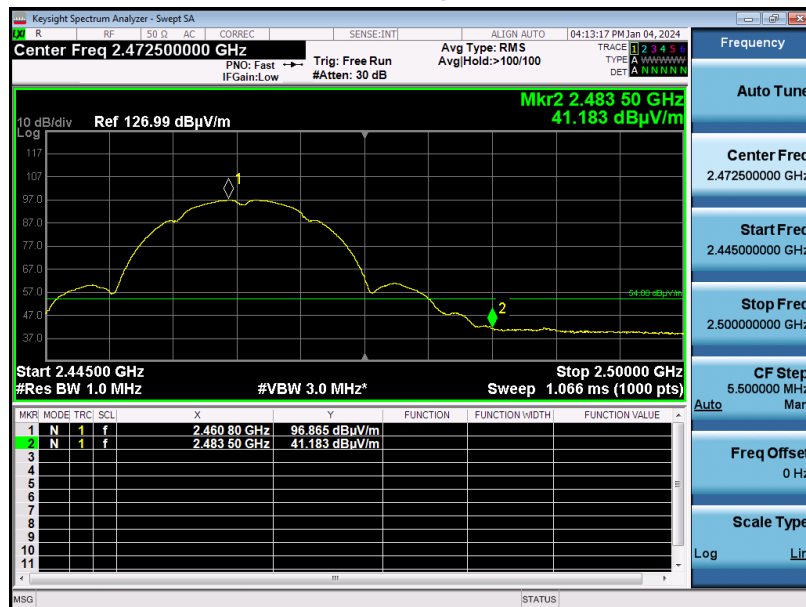 Keysight Spectrum Analyzer - Swept SA
LXI R RF 50 Ω AC CORREC SENSE:INT ALIGN AUTO 04:13:17 PM Jan 04, 2024
Center Freq 2.472500000 GHz
PNO: Fast
IFGain:Low
Trig: Free Run
#Atten: 30 dB
Avg Type: RMS
Avg|Hold:>100/100
TRACE 1 2 3 4 5 6
TYPE A WWWWW
DET A N N N N N
Mkr2 2.483 50 GHz
41.183 dBµV/m
10 dB/div Ref 126.99 dBµV/m
Log
117
107
97.0
87.0
77.0
67.0
57.0
47.0
37.0
1
2
54.00 dBµV/m
Start 2.44500 GHz Stop 2.50000 GHz
#Res BW 1.0 MHz #VBW 3.0 MHz* Sweep 1.066 ms (1000 pts)
MKR MODE TRC SCL X Y FUNCTION FUNCTION WIDTH FUNCTION VALUE
1 N 1 f 2.460 80 GHz 96.865 dBµV/m
2 N 1 f 2.483 50 GHz 41.183 dBµV/m
3
4
5
6
7
8
9
10
11
MSG STATUS
Frequency
Auto Tune
Center Freq
2.472500000 GHz
Start Freq
2.445000000 GHz
Stop Freq
2.500000000 GHz
CF Step
5.500000 MHz
Auto Man
Freq Offset
0 Hz
Scale Type
Log Lin